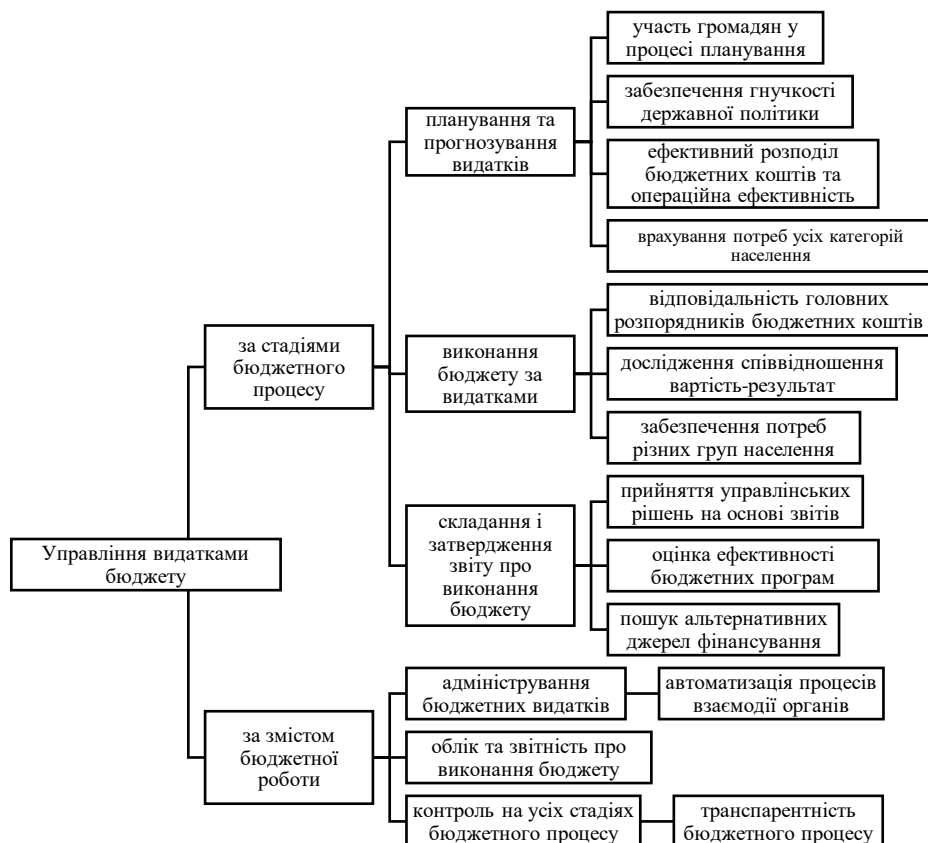 Управління видатками
бюджету
за стадіями
бюджетного
процесу
планування та
прогнозування
видатків
участь громадян у
процесі планування
забезпечення гнучкості
державної політики
ефективний розподіл
бюджетних коштів та
операційна ефективність
врахування потреб усіх категорій
населення
виконання
бюджету за
видатками
відповідальність головних
розпорядників бюджетних коштів
дослідження співвідношення
вартість-результат
забезпечення потреб
різних груп населення
складання і
затвердження
звіту про
виконання
бюджету
прийняття управлінських
рішень на основі звітів
оцінка ефективності
бюджетних програм
пошук альтернативних
джерел фінансування
за змістом
бюджетної
роботи
адміністрування
бюджетних видатків
автоматизація процесів
взаємодії органів
облік та звітність про
виконання бюджету
контроль на усіх стадіях
бюджетного процесу
транспарентність
бюджетного процесу